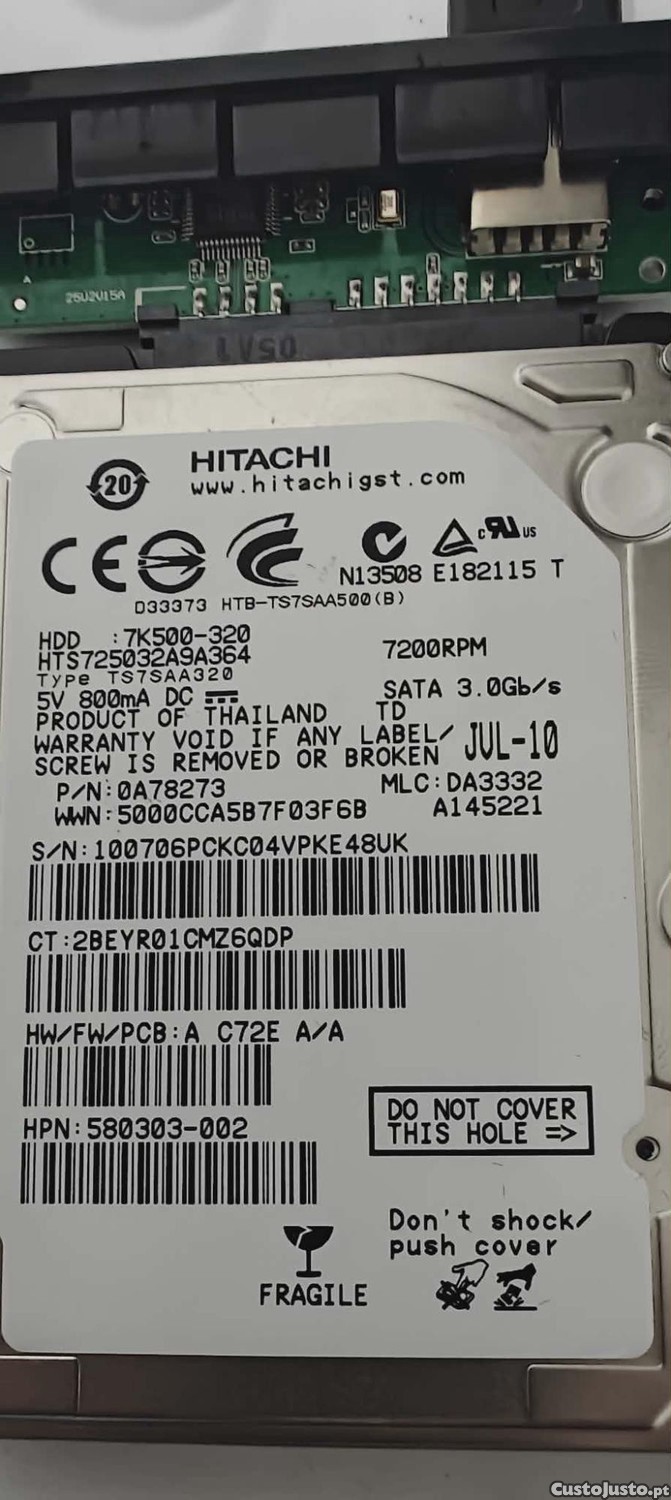 25U2V15A
20
HITACHI
www.hitachigst.com
CE
c RU US
N13508 E182115 T
D33373 HTB-TS7SAA500(B)
HDD :7K500-320
HTS725032A9A364
7200RPM
Type TS7SAA320
5V 800mA DC
SATA 3.0Gb/s
PRODUCT OF THAILAND TD
WARRANTY VOID IF ANY LABEL/
SCREW IS REMOVED OR BROKEN
JUL-10
P/N:0A78273
MLC:DA3332
WWN:5000CCA5B7F03F6B
A145221
S/N:100706PCKC04VPKE48UK
CT:2BEYR01CMZ6QDP
HW/FW/PCB:A C72E A/A
HPN:580303-002
DO NOT COVER
THIS HOLE =>
Don't shock/
push cover
FRAGILE
CustoJusto.pt